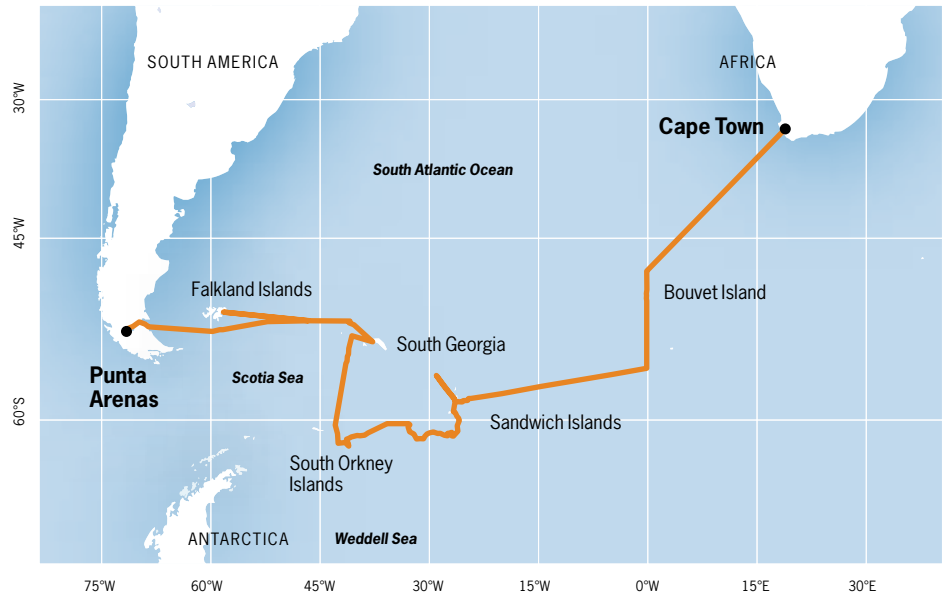 SOUTH AMERICA
AFRICA
30°W
Cape Town
South Atlantic Ocean
45°W
Falkland Islands
Bouvet Island
South Georgia
Punta
Arenas
Scotia Sea
60°S
Sandwich Islands
South Orkney
Islands
ANTARCTICA
Weddell Sea
75°W
60°W
45°W
30°W
15°W
0°W
15°E
30°E